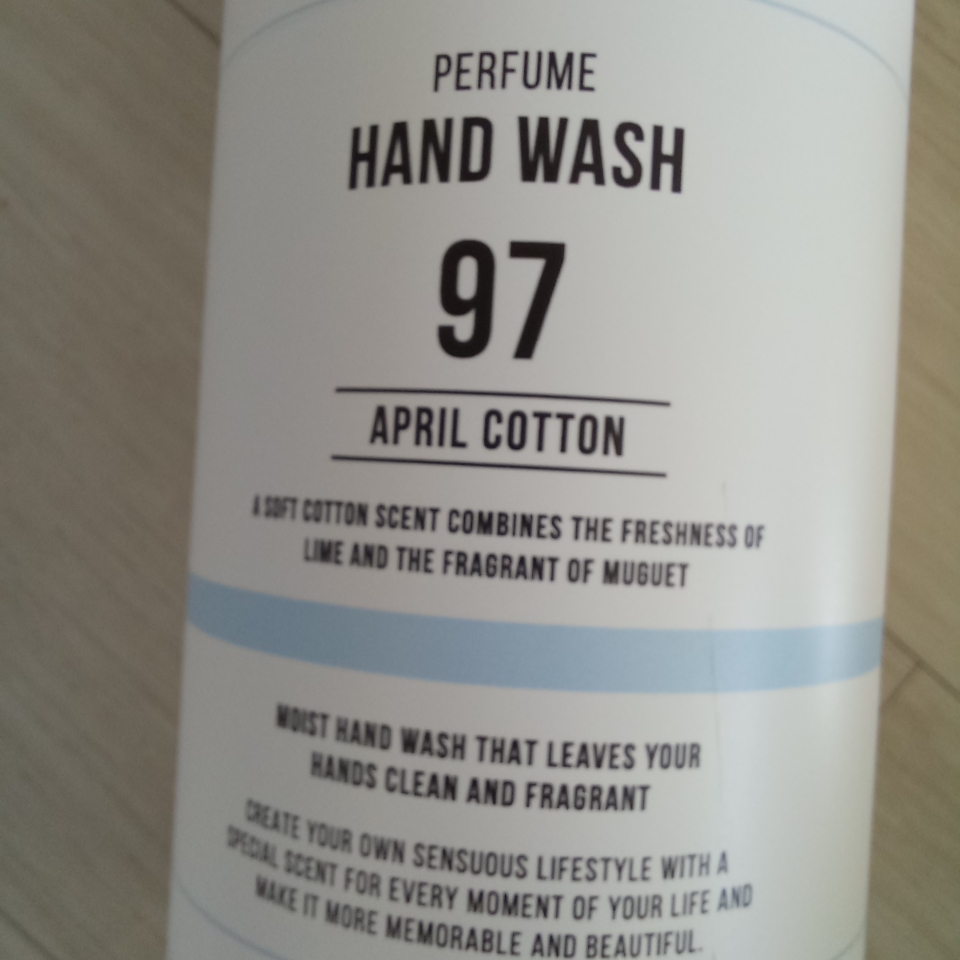 PERFUME
HAND WASH
97
APRIL COTTON
A SOFT COTTON SCENT COMBINES THE FRESHNESS OF
LIME AND THE FRAGRANT OF MUGUET
MOIST HAND WASH THAT LEAVES YOUR
HANDS CLEAN AND FRAGRANT
CREATE YOUR OWN SENSUOUS LIFESTYLE WITH A
SPECIAL SCENT FOR EVERY MOMENT OF YOUR LIFE AND
MAKE IT MORE MEMORABLE AND BEAUTIFUL.